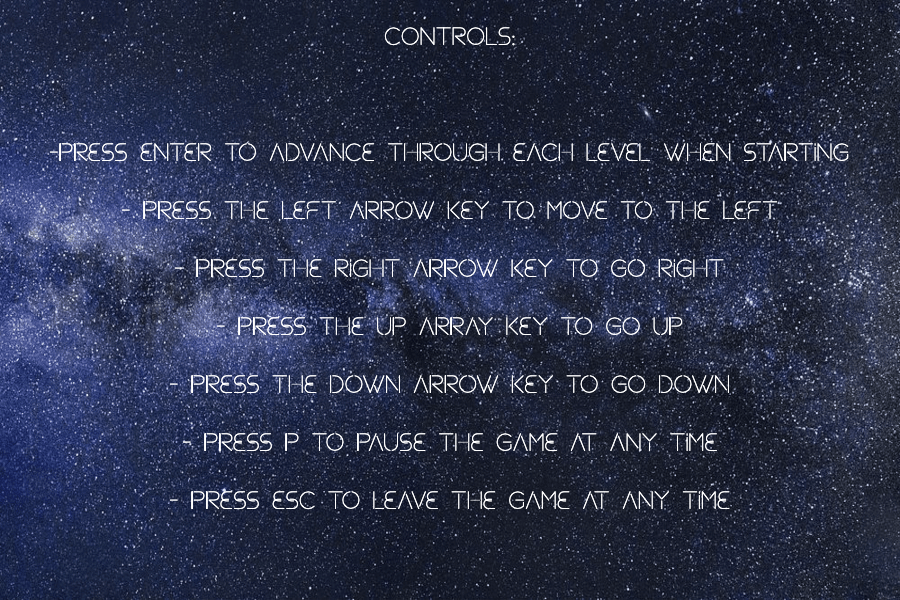 CONTROLS:
-PRESS ENTER TO ADVANCE THROUGH EACH LEVEL WHEN STARTING
- PRESS THE LEFT ARROW KEY TO MOVE TO THE LEFT
- PRESS THE RIGHT ARROW KEY TO GO RIGHT
- PRESS THE UP ARRAY KEY TO GO UP
- PRESS THE DOWN ARROW KEY TO GO DOWN
- PRESS P TO PAUSE THE GAME AT ANY TIME
- PRESS ESC TO LEAVE THE GAME AT ANY TIME